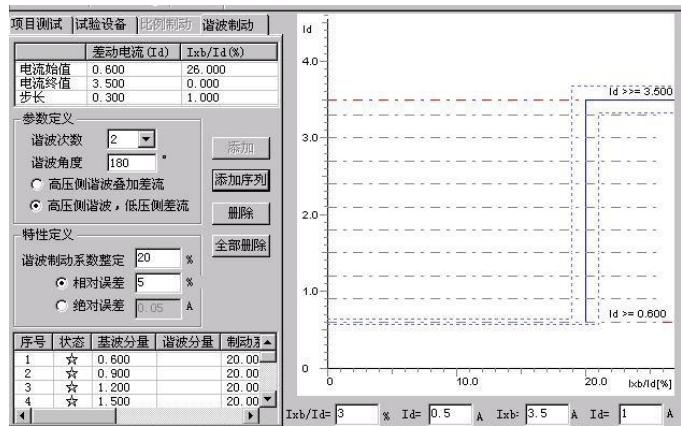 项目测试 试验设备 比例制动 谐波制动
差动电流(Id) Ixb/Id(%)
电流始值 0.600 26.000
电流终值 3.500 0.000
步长 0.300 1.000
参数定义
谐波次数 2
谐波角度 180 °
高压侧谐波叠加差流
高压侧谐波，低压侧差流
添加
添加序列
删除
全部删除
特性定义
谐波制动系数整定 20 %
相对误差 5 %
绝对误差 0.05 A
序号 状态 基波分量 谐波分量 制动系
1 ☆ 0.600 20.00
2 ☆ 0.900 20.00
3 ☆ 1.200 20.00
4 ☆ 1.500 20.00
Id
4.0
Id >>= 3.500
3.0
2.0
1.0
Id >= 0.600
0
0 10.0 20.0 Ixb/Id[%]
Ixb/Id= 3 % Id= 0.5 A Ixb= 3.5 A Id= 1 A